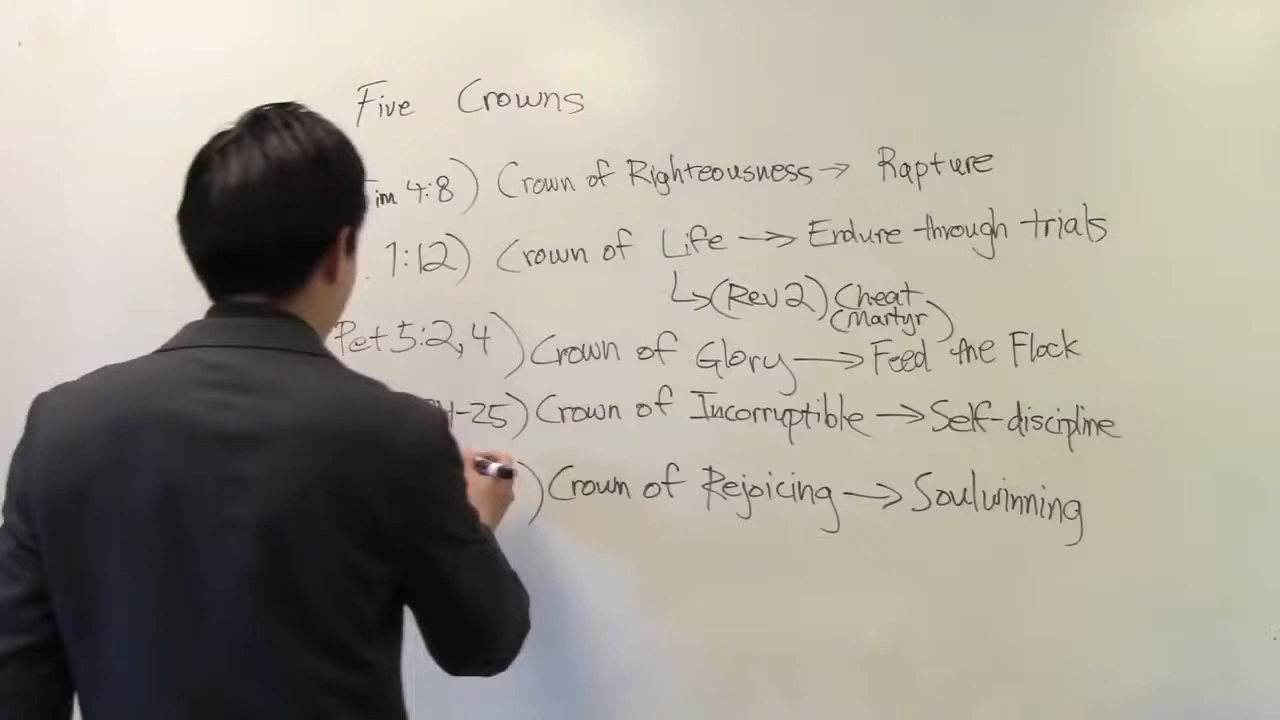 Five Crowns
Tim 4:8) Crown of Righteousness → Rapture
1:12) Crown of Life → Endure through trials
↳ (Rev 2) Cheat
(Martyr)
Pet 5:2,4) Crown of Glory → Feed the Flock
-25) Crown of Incorruptible → Self-discipline
) Crown of Rejoicing → Soulwinning